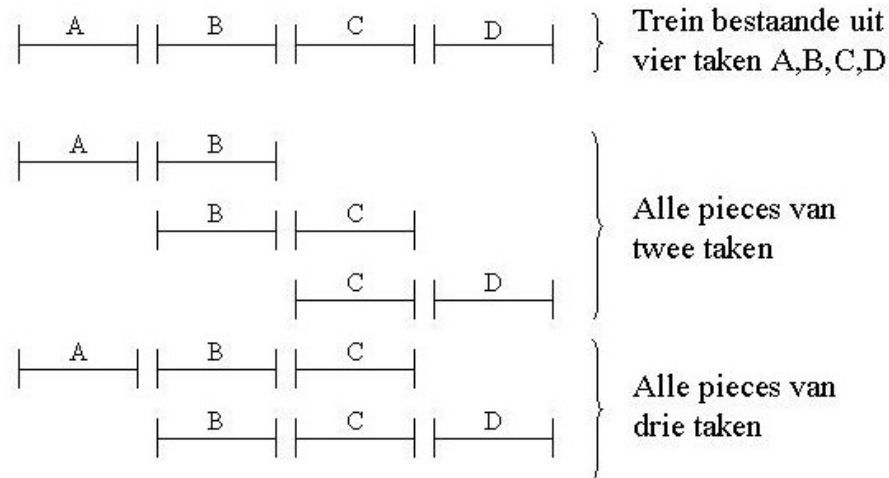 A B C D
Trein bestaande uit
vier taken A,B,C,D
A B
B C
C D
Alle pieces van
twee taken
A B C
B C D
Alle pieces van
drie taken